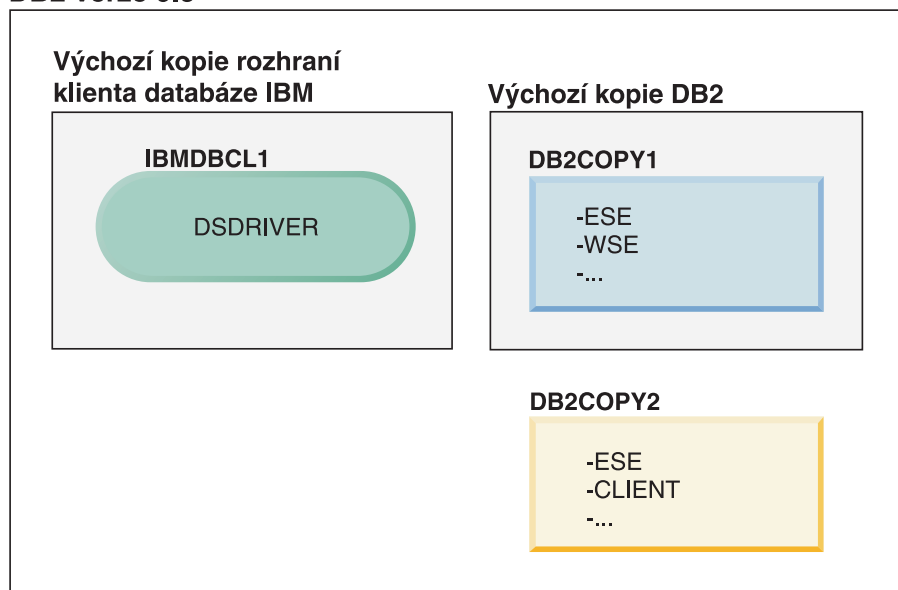 Výchozí kopie rozhraní
klienta databáze IBM
IBMDBCL1
DSDRIVER
Výchozí kopie DB2
DB2COPY1
-ESE
-WSE
-...
DB2COPY2
-ESE
-CLIENT
-...